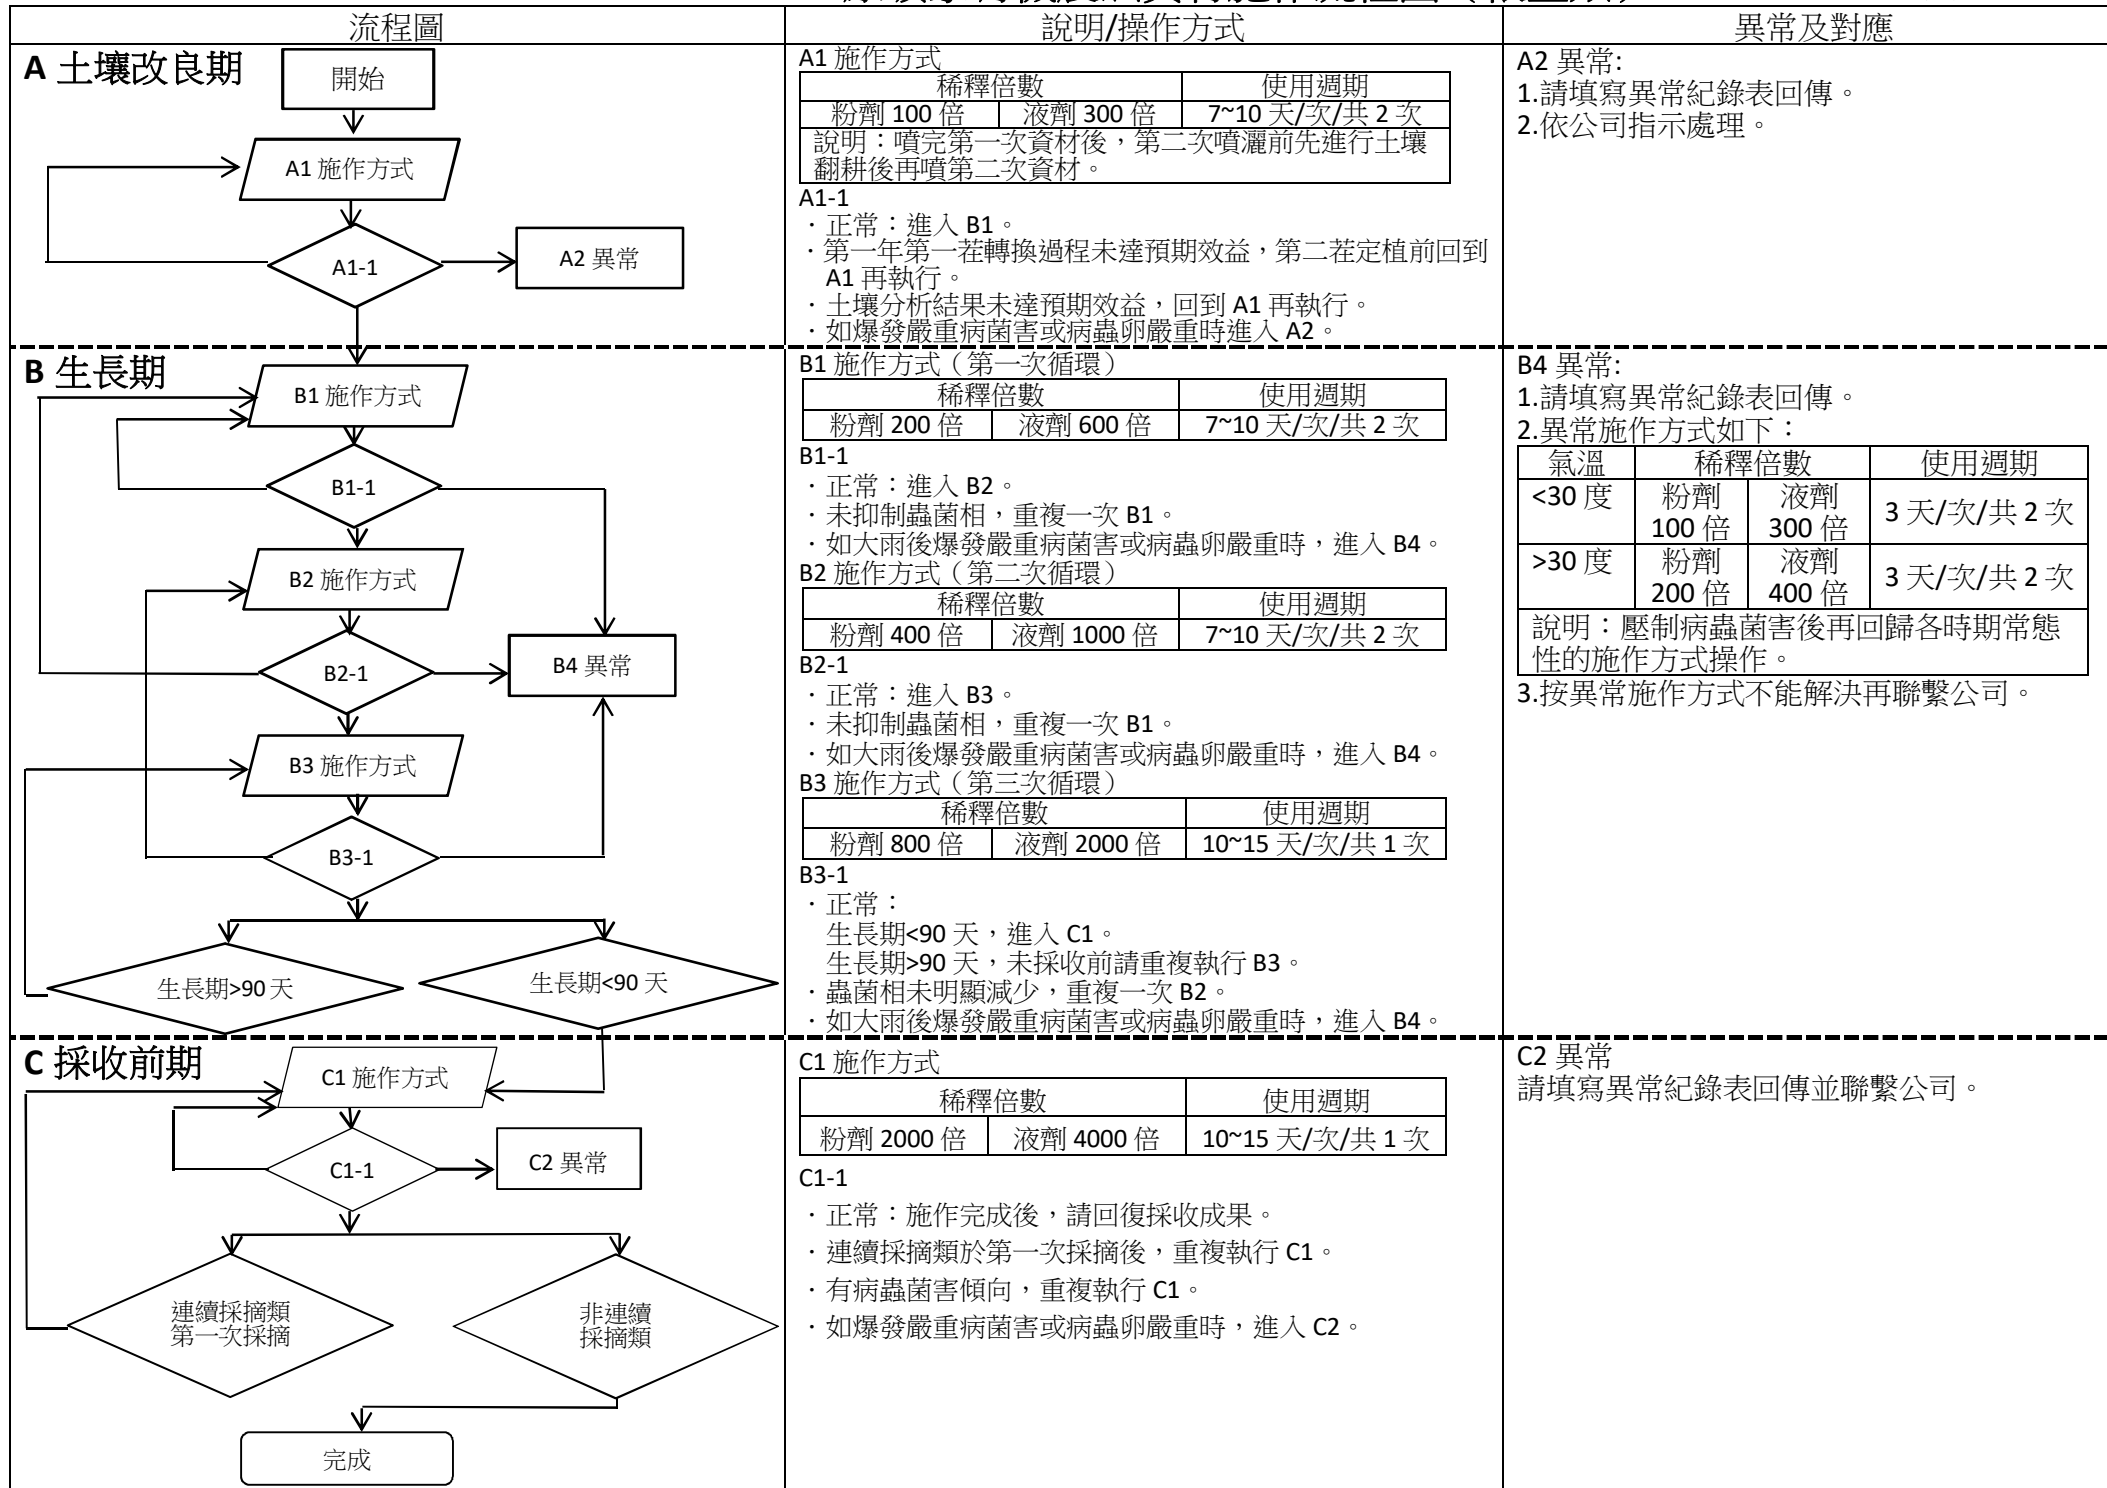 流程圖
說明/操作方式
異常及對應
A 土壤改良期
開始
A1 施作方式
A1-1
A2 異常
A1 施作方式
稀釋倍數 使用週期
粉劑 100 倍 液劑 300 倍 7~10 天/次/共 2 次
說明：噴完第一次資材後，第二次噴灑前先進行土壤
翻耕後再噴第二次資材。
A1-1
．正常：進入 B1。
．第一年第一茬轉換過程未達預期效益，第二茬定植前回到
A1 再執行。
．土壤分析結果未達預期效益，回到 A1 再執行。
．如爆發嚴重病菌害或病蟲卵嚴重時進入 A2。
A2 異常:
1.請填寫異常紀錄表回傳。
2.依公司指示處理。
B 生長期
B1 施作方式
B1-1
B2 施作方式
B2-1
B4 異常
B3 施作方式
B3-1
生長期>90 天
生長期<90 天
B1 施作方式（第一次循環）
稀釋倍數 使用週期
粉劑 200 倍 液劑 600 倍 7~10 天/次/共 2 次
B1-1
．正常：進入 B2。
．未抑制蟲菌相，重複一次 B1。
．如大雨後爆發嚴重病菌害或病蟲卵嚴重時，進入 B4。
B2 施作方式（第二次循環）
稀釋倍數 使用週期
粉劑 400 倍 液劑 1000 倍 7~10 天/次/共 2 次
B2-1
．正常：進入 B3。
．未抑制蟲菌相，重複一次 B1。
．如大雨後爆發嚴重病菌害或病蟲卵嚴重時，進入 B4。
B3 施作方式（第三次循環）
稀釋倍數 使用週期
粉劑 800 倍 液劑 2000 倍 10~15 天/次/共 1 次
B3-1
．正常：
生長期<90 天，進入 C1。
生長期>90 天，未採收前請重複執行 B3。
．蟲菌相未明顯減少，重複一次 B2。
．如大雨後爆發嚴重病菌害或病蟲卵嚴重時，進入 B4。
B4 異常:
1.請填寫異常紀錄表回傳。
2.異常施作方式如下：
氣溫 稀釋倍數 使用週期
<30 度 粉劑 100 倍 液劑 300 倍 3 天/次/共 2 次
>30 度 粉劑 200 倍 液劑 400 倍 3 天/次/共 2 次
說明：壓制病蟲菌害後再回歸各時期常態
性的施作方式操作。
3.按異常施作方式不能解決再聯繫公司。
C 採收前期
C1 施作方式
C1-1
C2 異常
連續採摘類
第一次採摘
非連續
採摘類
完成
C1 施作方式
稀釋倍數 使用週期
粉劑 2000 倍 液劑 4000 倍 10~15 天/次/共 1 次
C1-1
．正常：施作完成後，請回復採收成果。
．連續採摘類於第一次採摘後，重複執行 C1。
．有病蟲菌害傾向，重複執行 C1。
．如爆發嚴重病菌害或病蟲卵嚴重時，進入 C2。
C2 異常
請填寫異常紀錄表回傳並聯繫公司。